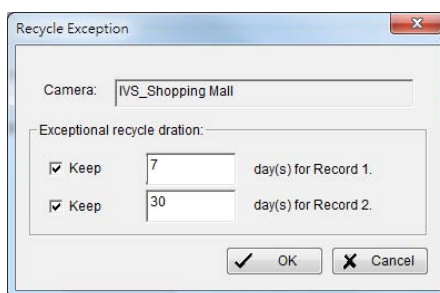 Recycle Exception
Camera: IVS_Shopping Mall
Exceptional recycle dration:
Keep 7 day(s) for Record 1.
Keep 30 day(s) for Record 2.
OK Cancel